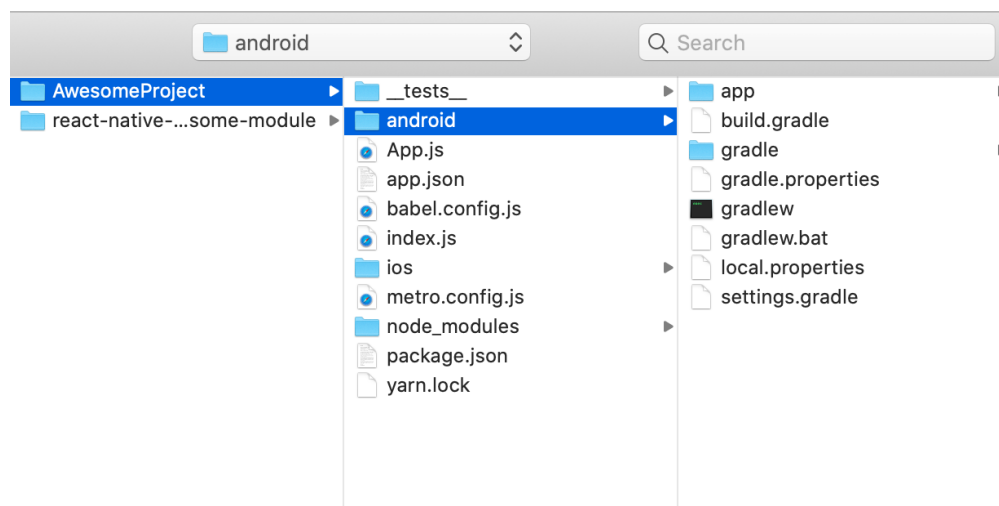 android
Search
AwesomeProject
react-native-...some-module
__tests__
android
App.js
app.json
babel.config.js
index.js
ios
metro.config.js
node_modules
package.json
yarn.lock
app
build.gradle
gradle
gradle.properties
gradlew
gradlew.bat
local.properties
settings.gradle